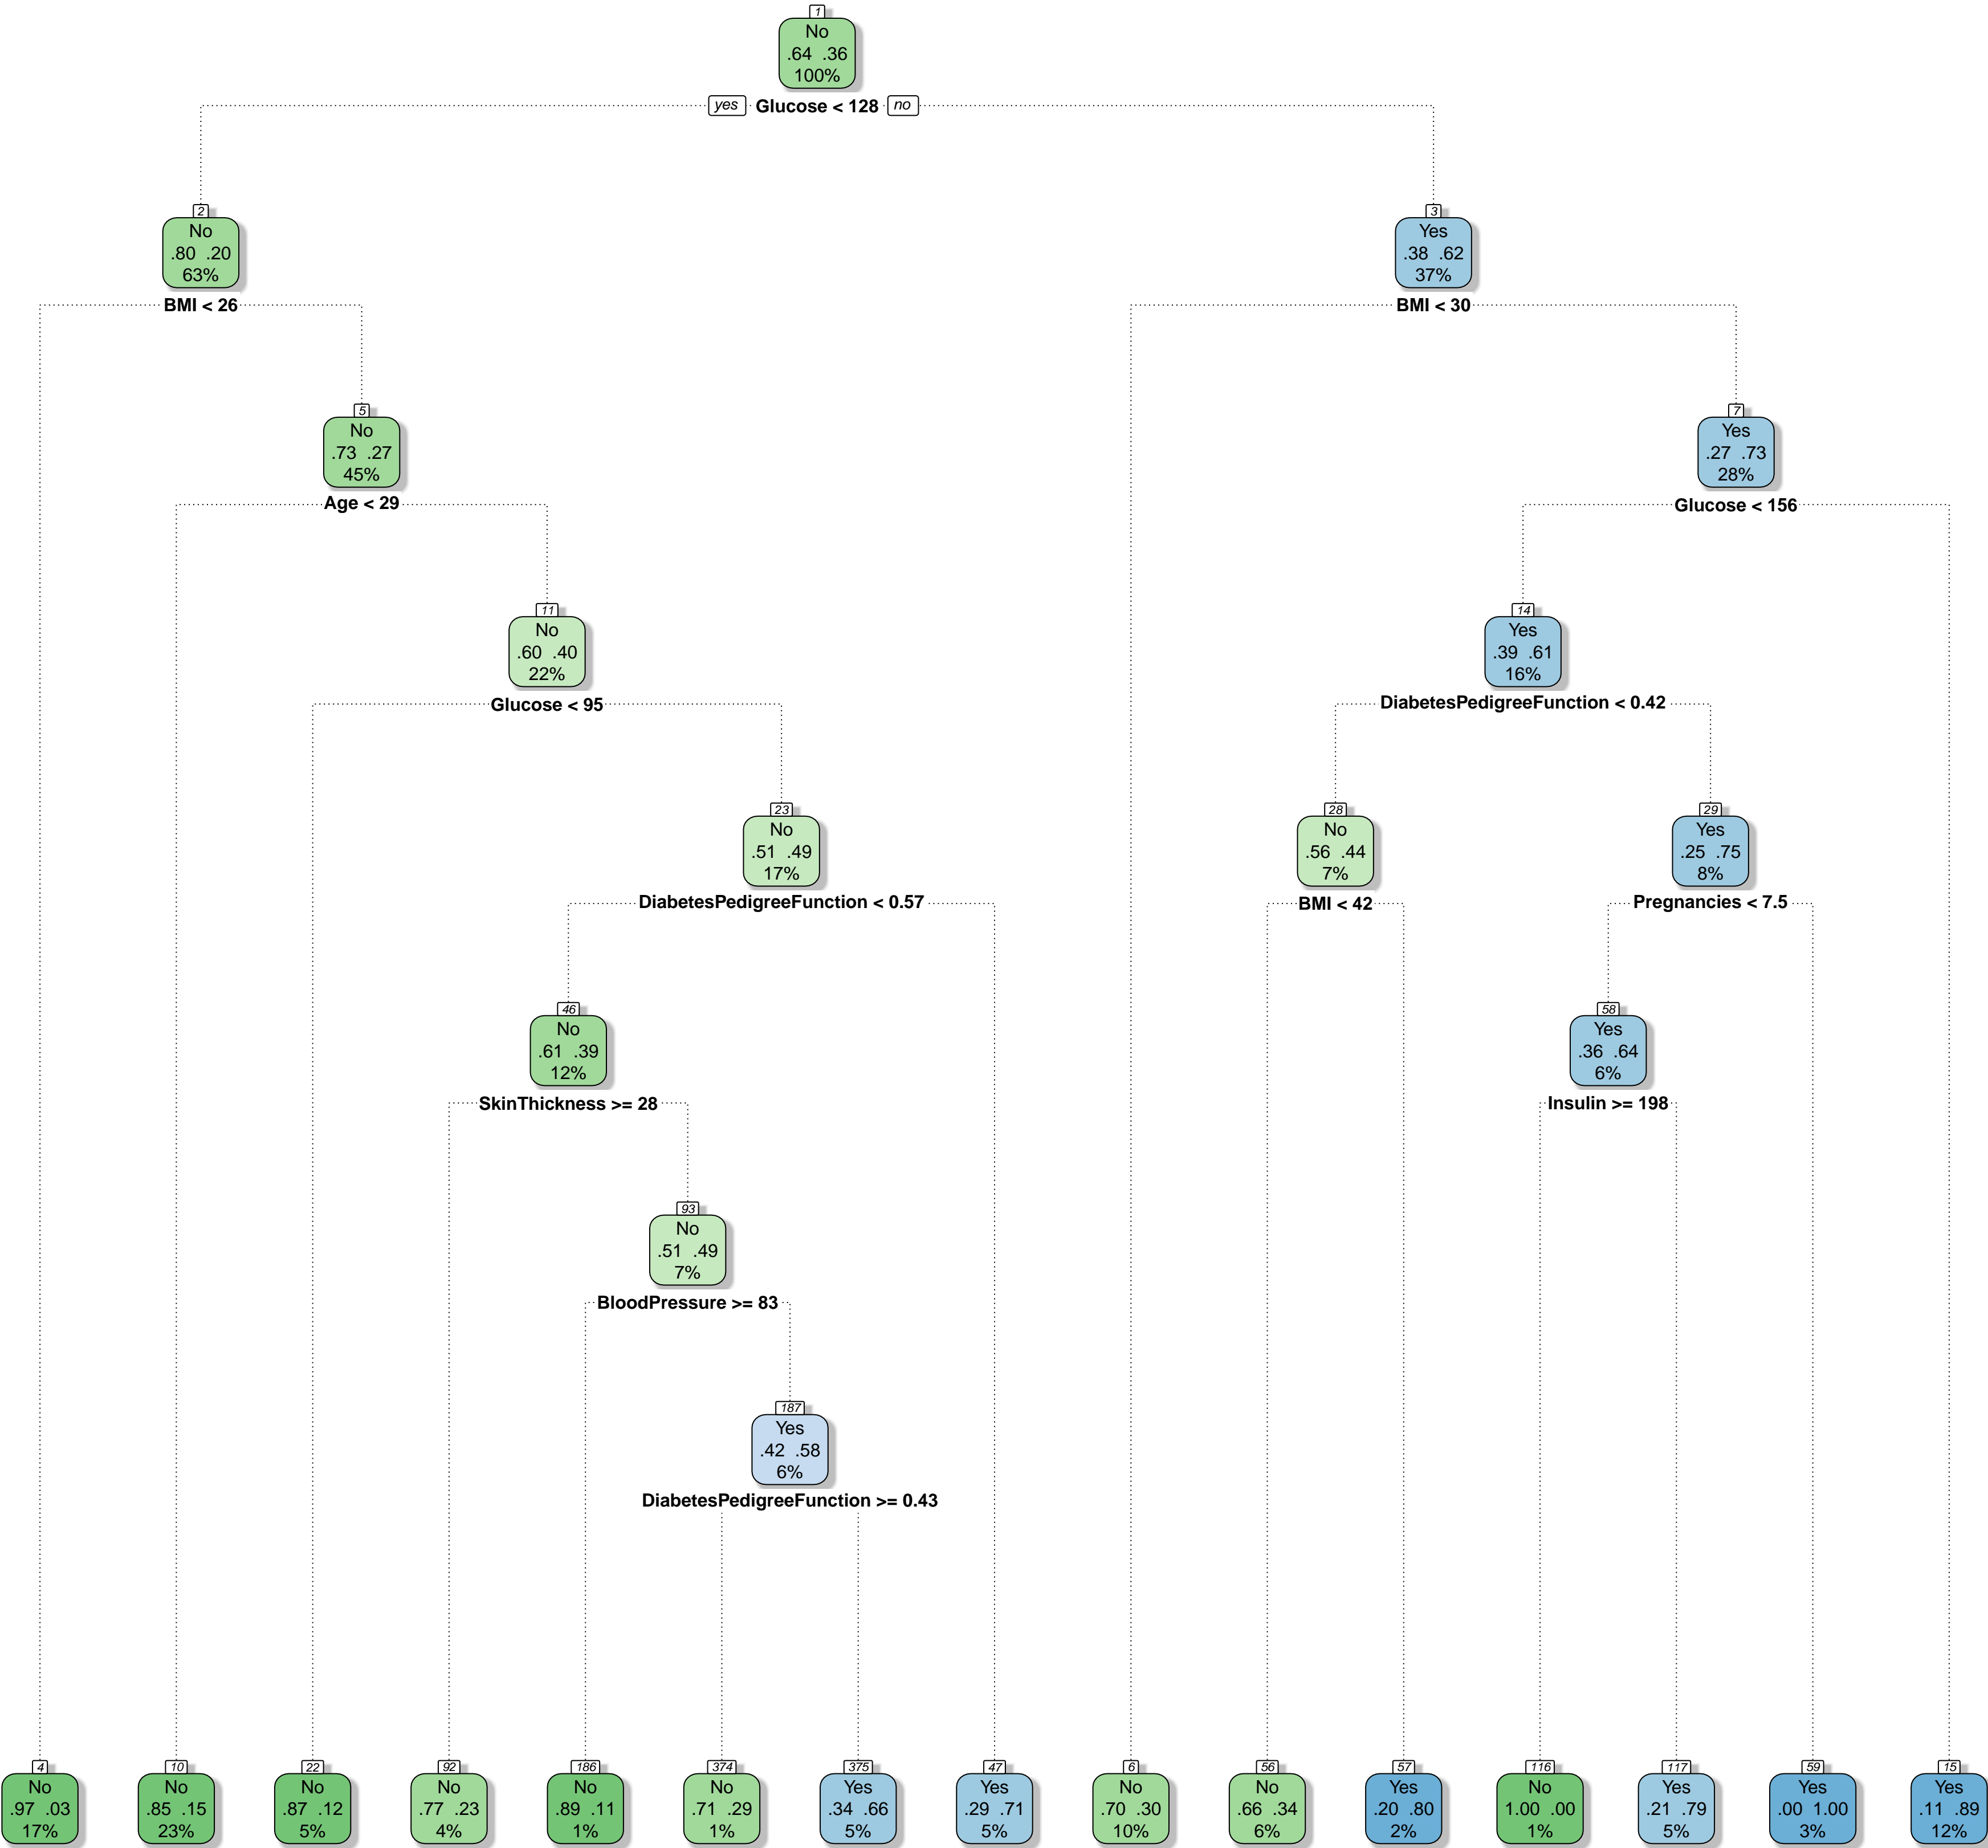 1
No
.64 .36
100%
yes Glucose < 128 no
2
No
.80 .20
63%
BMI < 26
3
Yes
.38 .62
37%
BMI < 30
5
No
.73 .27
45%
Age < 29
7
Yes
.27 .73
28%
Glucose < 156
11
No
.60 .40
22%
Glucose < 95
14
Yes
.39 .61
16%
DiabetesPedigreeFunction < 0.42
23
No
.51 .49
17%
DiabetesPedigreeFunction < 0.57
28
No
.56 .44
7%
BMI < 42
29
Yes
.25 .75
8%
Pregnancies < 7.5
46
No
.61 .39
12%
SkinThickness >= 28
58
Yes
.36 .64
6%
Insulin >= 198
93
No
.51 .49
7%
BloodPressure >= 83
187
Yes
.42 .58
6%
DiabetesPedigreeFunction >= 0.43
4
No
.97 .03
17%
10
No
.85 .15
23%
22
No
.87 .12
5%
92
No
.77 .23
4%
186
No
.89 .11
1%
374
No
.71 .29
1%
375
Yes
.34 .66
5%
47
Yes
.29 .71
5%
6
No
.70 .30
10%
56
No
.66 .34
6%
57
Yes
.20 .80
2%
116
No
1.00 .00
1%
117
Yes
.21 .79
5%
59
Yes
.00 1.00
3%
15
Yes
.11 .89
12%